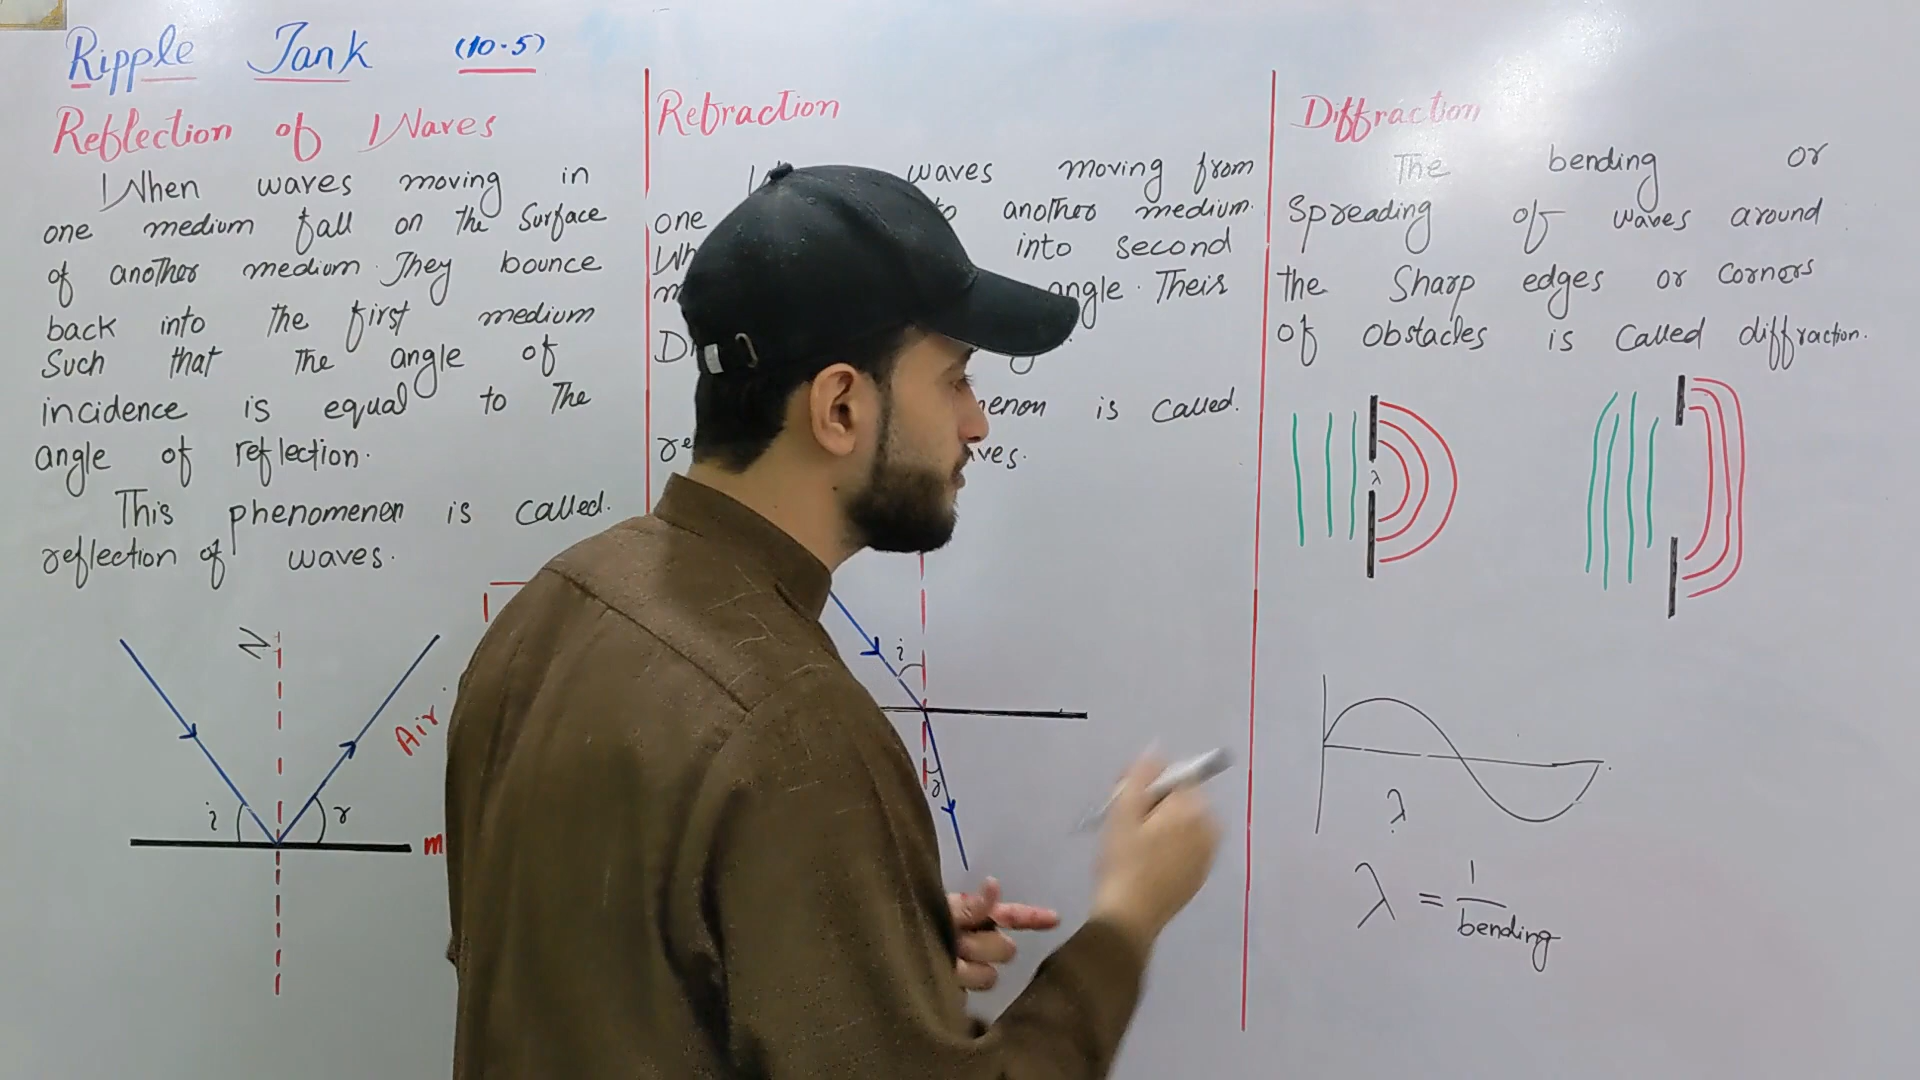 Ripple Tank (10.5)
Reflection of Waves
When waves moving in
one medium fall on the Surface
of another medium. They bounce
back into the first medium
Such that the angle of
incidence is equal to The
angle of reflection.
This phenomenon is called.
reflection of waves.
N
i
r
Air
m
Refraction
waves moving from
one to another medium.
into second
angle. Their
is called.
i
r
Diffraction
The bending or
Spreading of waves around
the Sharp edges or corners
of obstacles is called diffraction.
λ
λ
λ = 1
bending